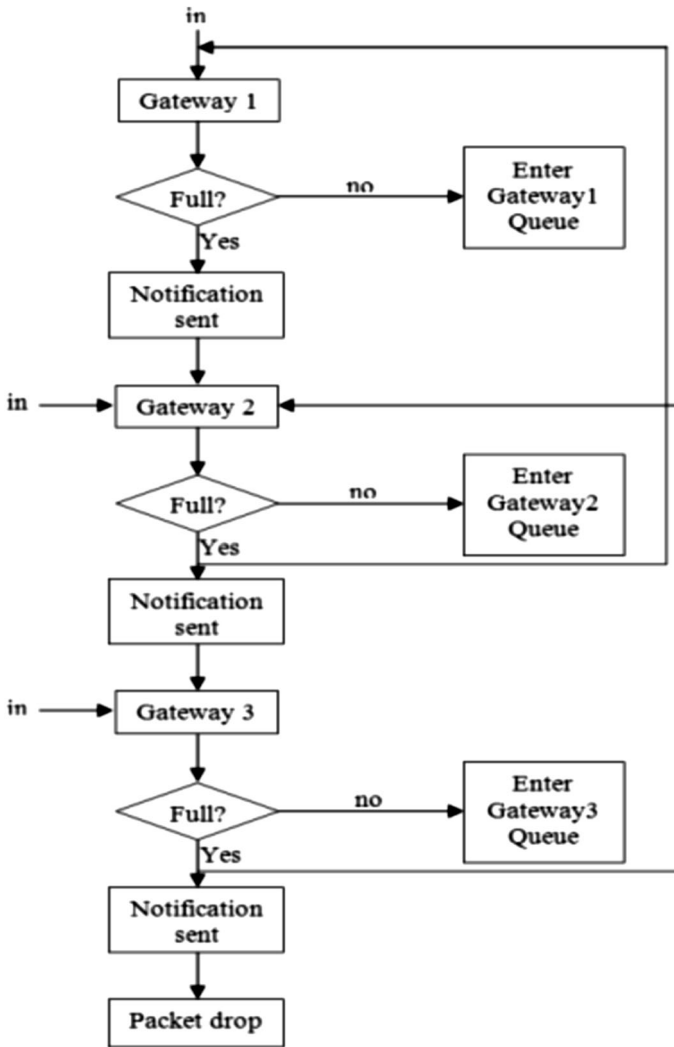 in
Gateway 1
Full?
no
Enter
Gateway1
Queue
Yes
Notification
sent
in
Gateway 2
Full?
no
Enter
Gateway2
Queue
Yes
Notification
sent
in
Gateway 3
Full?
no
Enter
Gateway3
Queue
Yes
Notification
sent
Packet drop